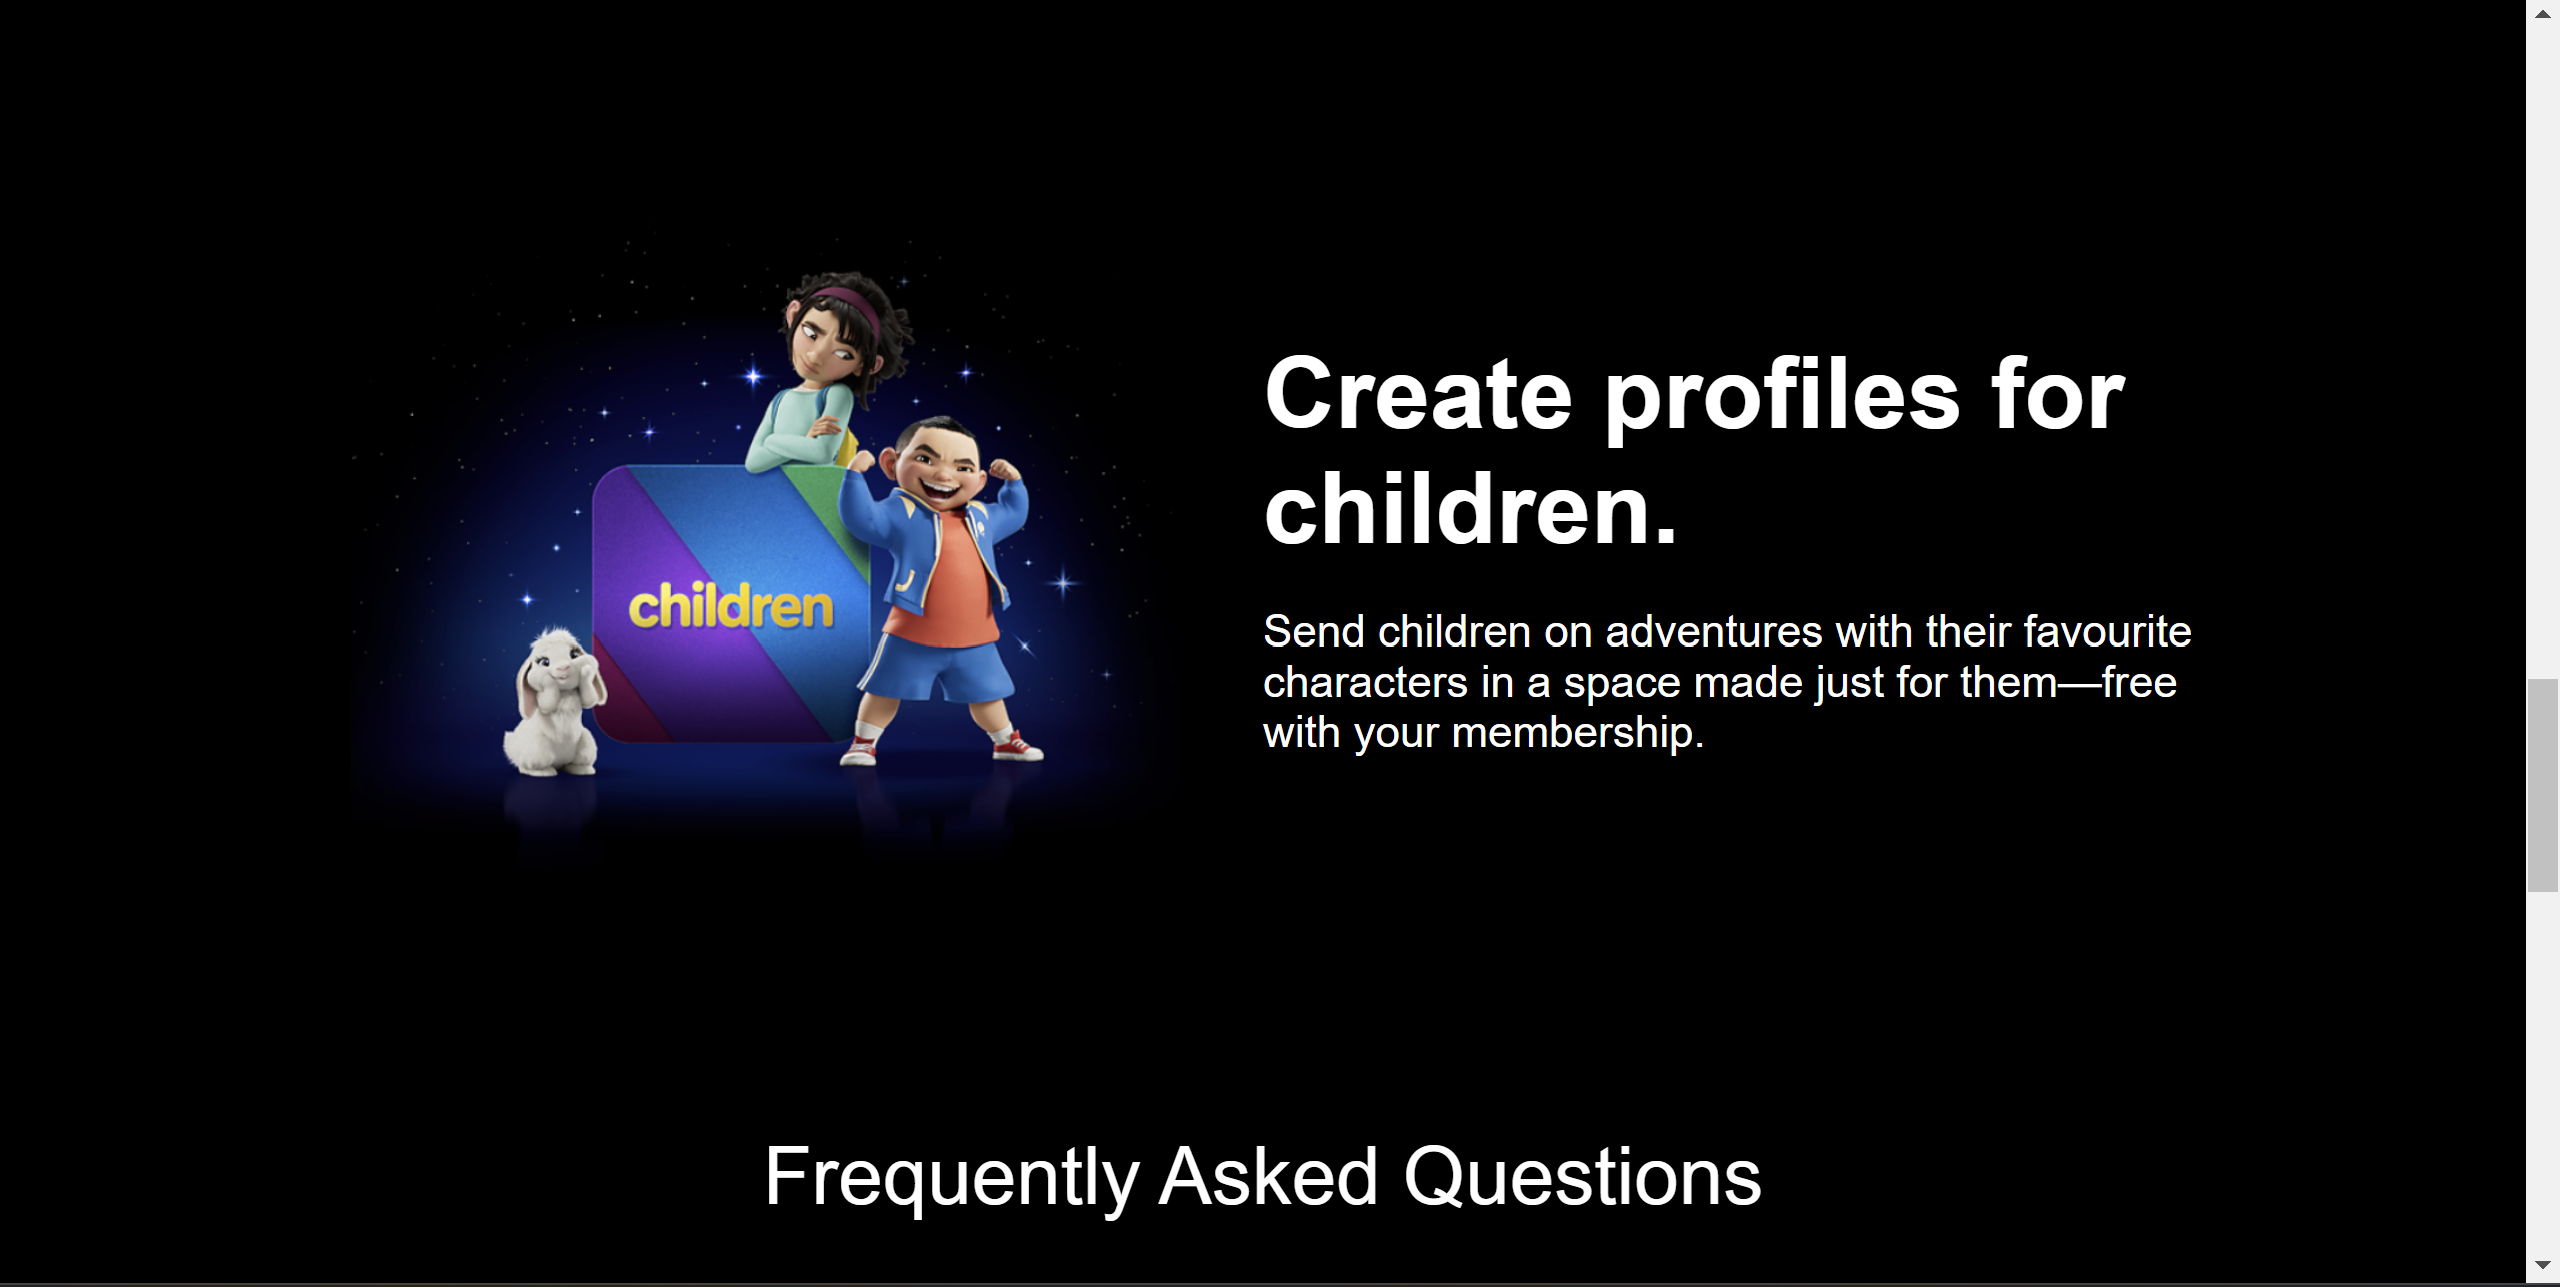 children
Create profiles for
children.
Send children on adventures with their favourite
characters in a space made just for them—free
with your membership.
Frequently Asked Questions